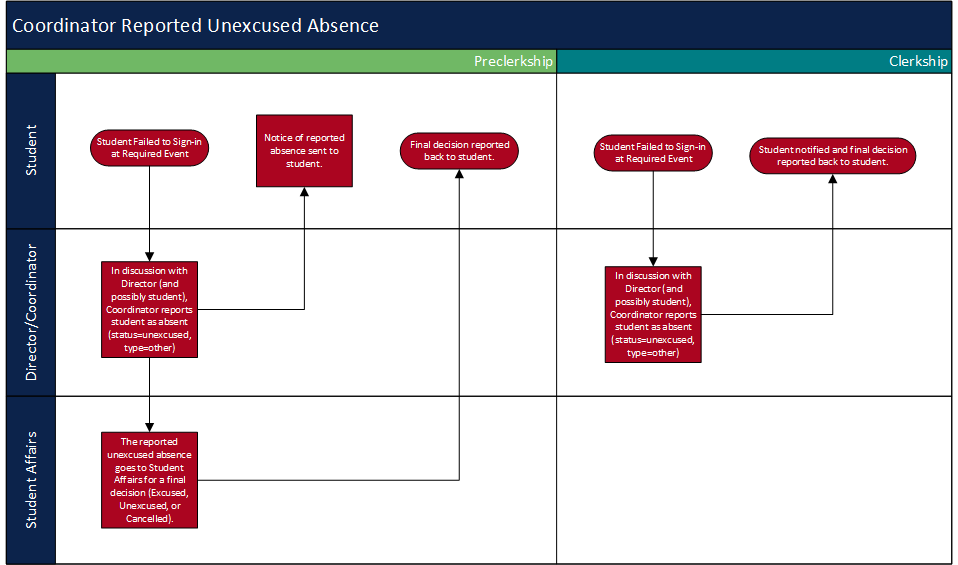 Coordinator Reported Unexcused Absence
Preclerkship
Clerkship
Student
Student Failed to Sign-in
at Required Event
Notice of reported
absence sent to
student.
Final decision reported
back to student.
Student Failed to Sign-in
at Required Event
Student notified and final decision
reported back to student.
Director/Coordinator
In discussion with
Director (and
possibly student),
Coordinator reports
student as absent
(status=unexcused,
type=other)
In discussion with
Director (and
possibly student),
Coordinator reports
student as absent
(status=unexcused,
type=other)
Student Affairs
The reported
unexcused absence
goes to Student
Affairs for a final
decision (Excused,
Unexcused, or
Cancelled).